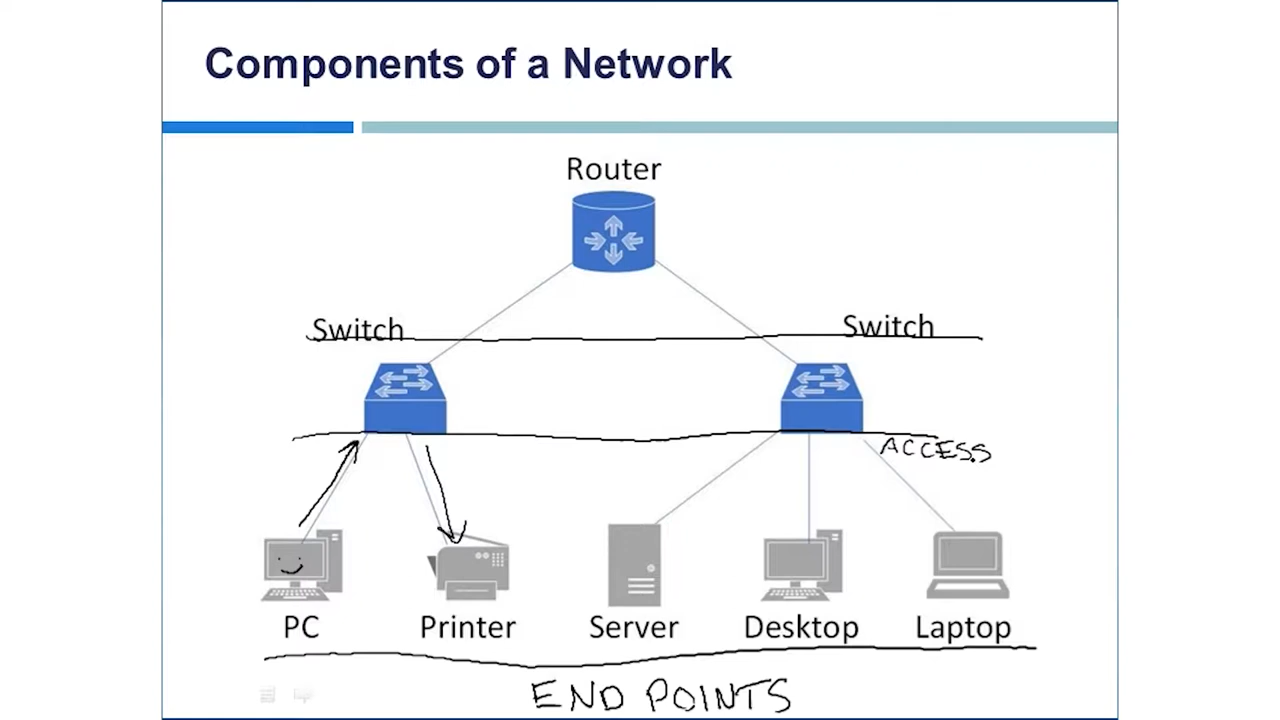 Components of a Network
Router
Switch Switch
ACCESS
PC Printer Server Desktop Laptop
END POINTS